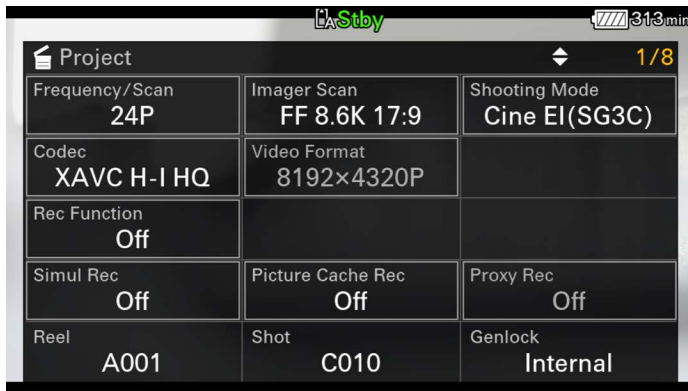 A Stby 313 min
Project 1/8
Frequency/Scan Imager Scan Shooting Mode
24P FF 8.6K 17:9 Cine EI(SG3C)
Codec Video Format
XAVC H-I HQ 8192×4320P
Rec Function
Off
Simul Rec Picture Cache Rec Proxy Rec
Off Off Off
Reel Shot Genlock
A001 C010 Internal